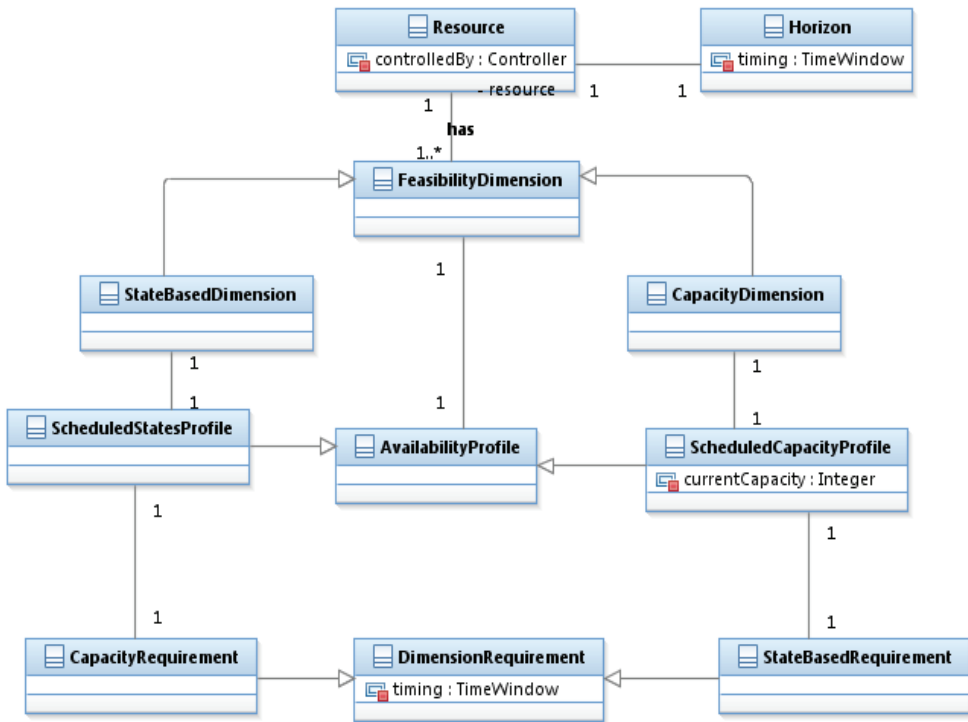 Resource
controlledBy : Controller
Horizon
timing : TimeWindow
- resource
1
1
1
has
1..*
FeasibilityDimension
1
StateBasedDimension
CapacityDimension
1
1
1
1
1
ScheduledStatesProfile
AvailabilityProfile
ScheduledCapacityProfile
currentCapacity : Integer
1
1
1
1
CapacityRequirement
DimensionRequirement
timing : TimeWindow
StateBasedRequirement